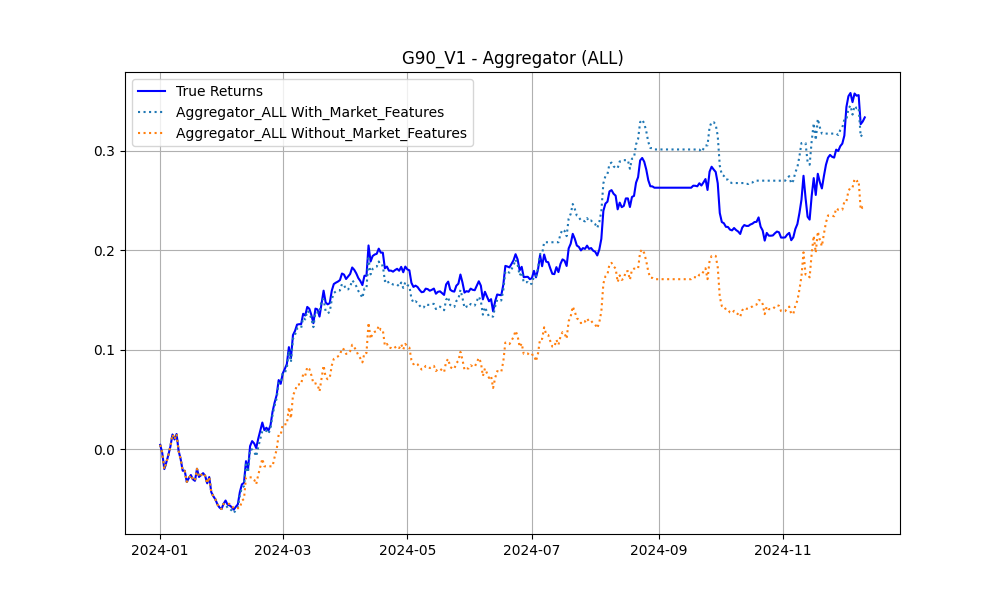 G90_V1 - Aggregator (ALL)
True Returns
Aggregator_ALL With_Market_Features
Aggregator_ALL Without_Market_Features
0.3
0.2
0.1
0.0
2024-01
2024-03
2024-05
2024-07
2024-09
2024-11